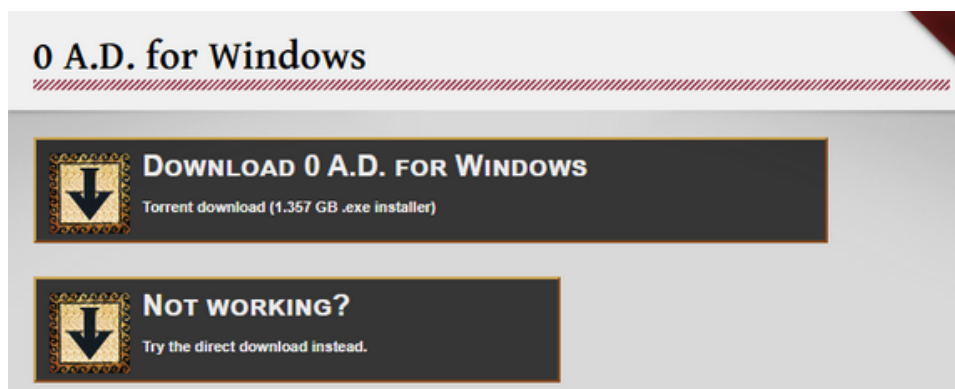 0 A.D. for Windows
Download 0 A.D. for Windows
Torrent download (1.357 GB .exe installer)
Not working?
Try the direct download instead.